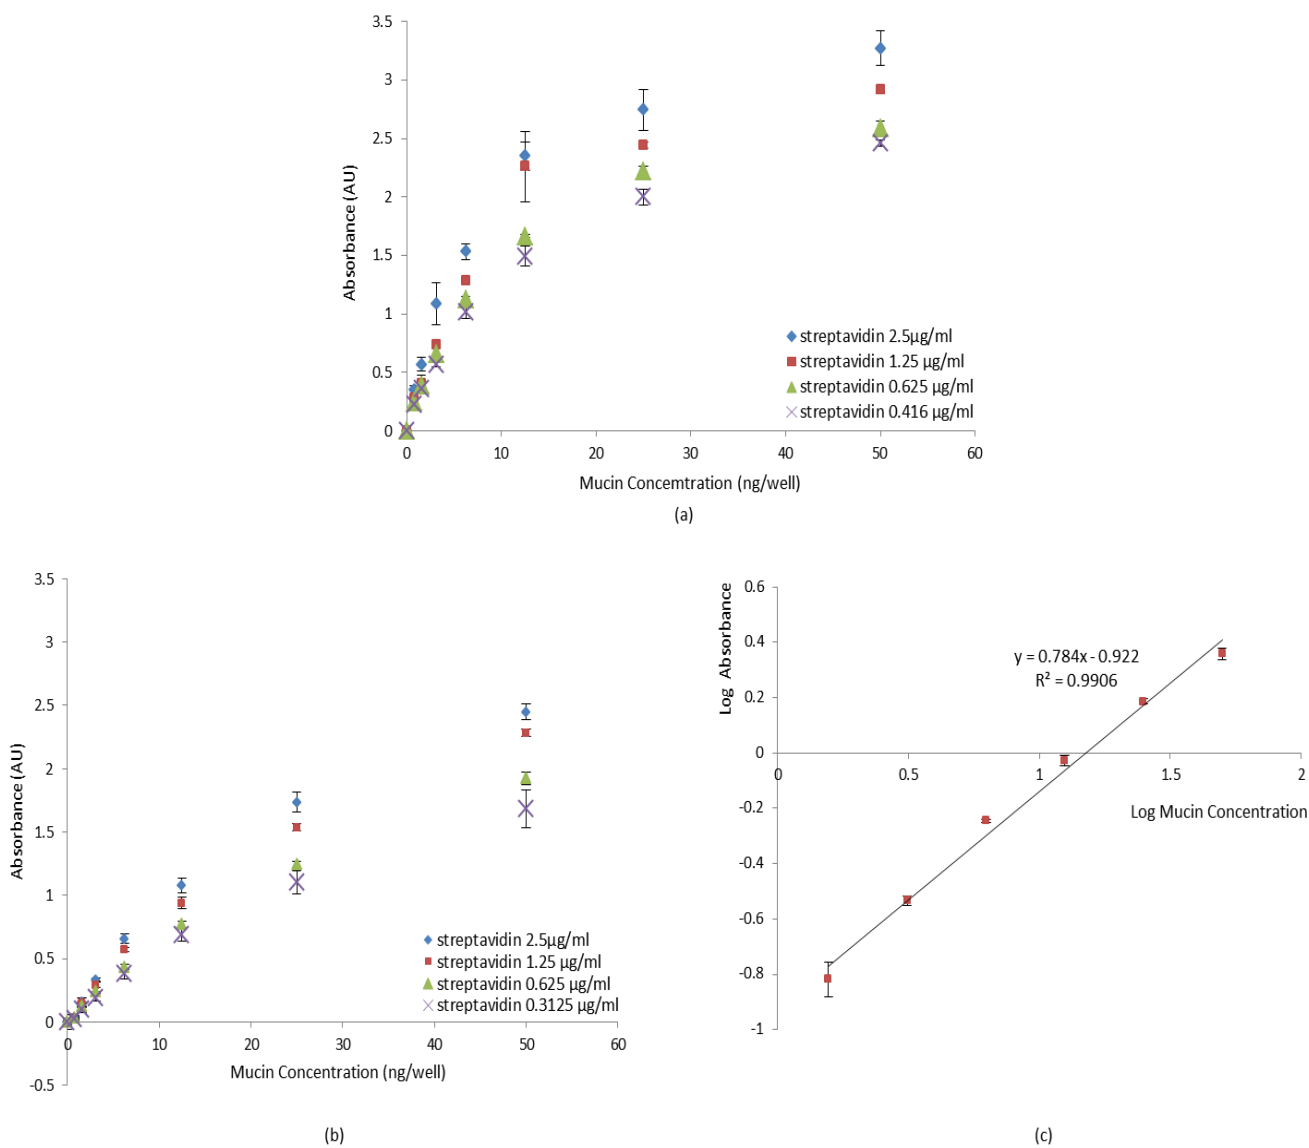 3.5
3
2.5
2
1.5
1
0.5
0
0 10 20 30 40 50 60
Absorbance (AU)
Mucin Concemtration (ng/well)
streptavidin 2.5µg/ml
streptavidin 1.25 µg/ml
streptavidin 0.625 µg/ml
streptavidin 0.416 µg/ml
(a)
3.5
3
2.5
2
1.5
1
0.5
0
-0.5
0 10 20 30 40 50 60
Absorbance (AU)
Mucin Concemtration (ng/well)
streptavidin 2.5µg/ml
streptavidin 1.25 µg/ml
streptavidin 0.625 µg/ml
streptavidin 0.3125 µg/ml
(b)
0.6
0.4
0.2
0
-0.2
-0.4
-0.6
-0.8
-1
0 0.5 1 1.5 2
Log Absorbance
y = 0.784x - 0.922
R² = 0.9906
Log Mucin Concentration
(c)